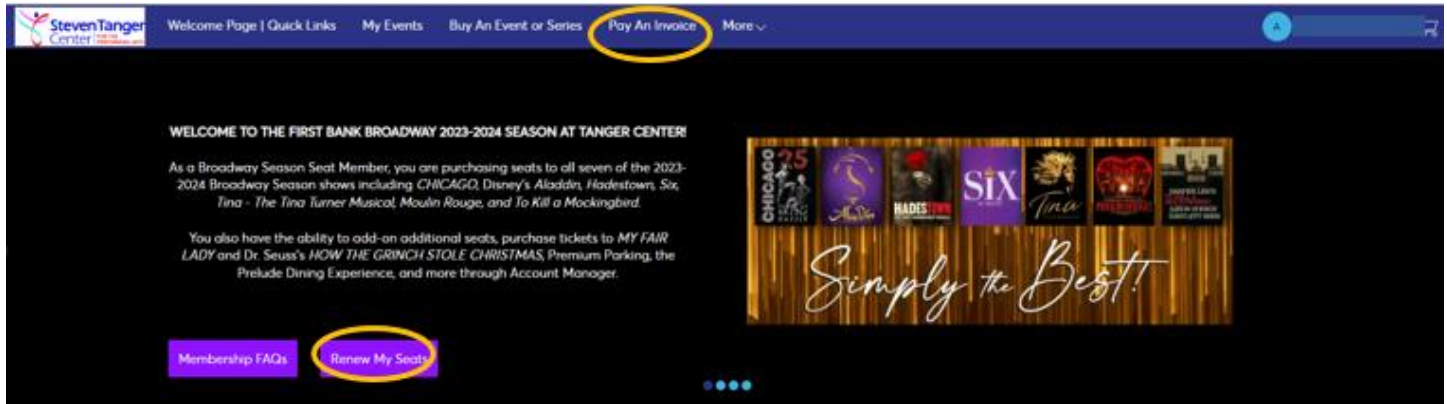 Steven Tanger
Center FOR THE PERFORMING ARTS
Welcome Page | Quick Links My Events Buy An Event or Series Pay An Invoice More
A
WELCOME TO THE FIRST BANK BROADWAY 2023-2024 SEASON AT TANGER CENTER!
As a Broadway Season Seat Member, you are purchasing seats to all seven of the 2023-
2024 Broadway Season shows including CHICAGO, Disney's Aladdin, Hadestown, Six,
Tina - The Tina Turner Musical, Moulin Rouge, and To Kill a Mockingbird.
You also have the ability to add-on additional seats, purchase tickets to MY FAIR
LADY and Dr. Seuss's HOW THE GRINCH STOLE CHRISTMAS, Premium Parking, the
Prelude Dining Experience, and more through Account Manager.
CHICAGO 25
Aladdin
HADESTOWN
SIX
Tina
Simply the Best!
Membership FAQs Renew My Seats